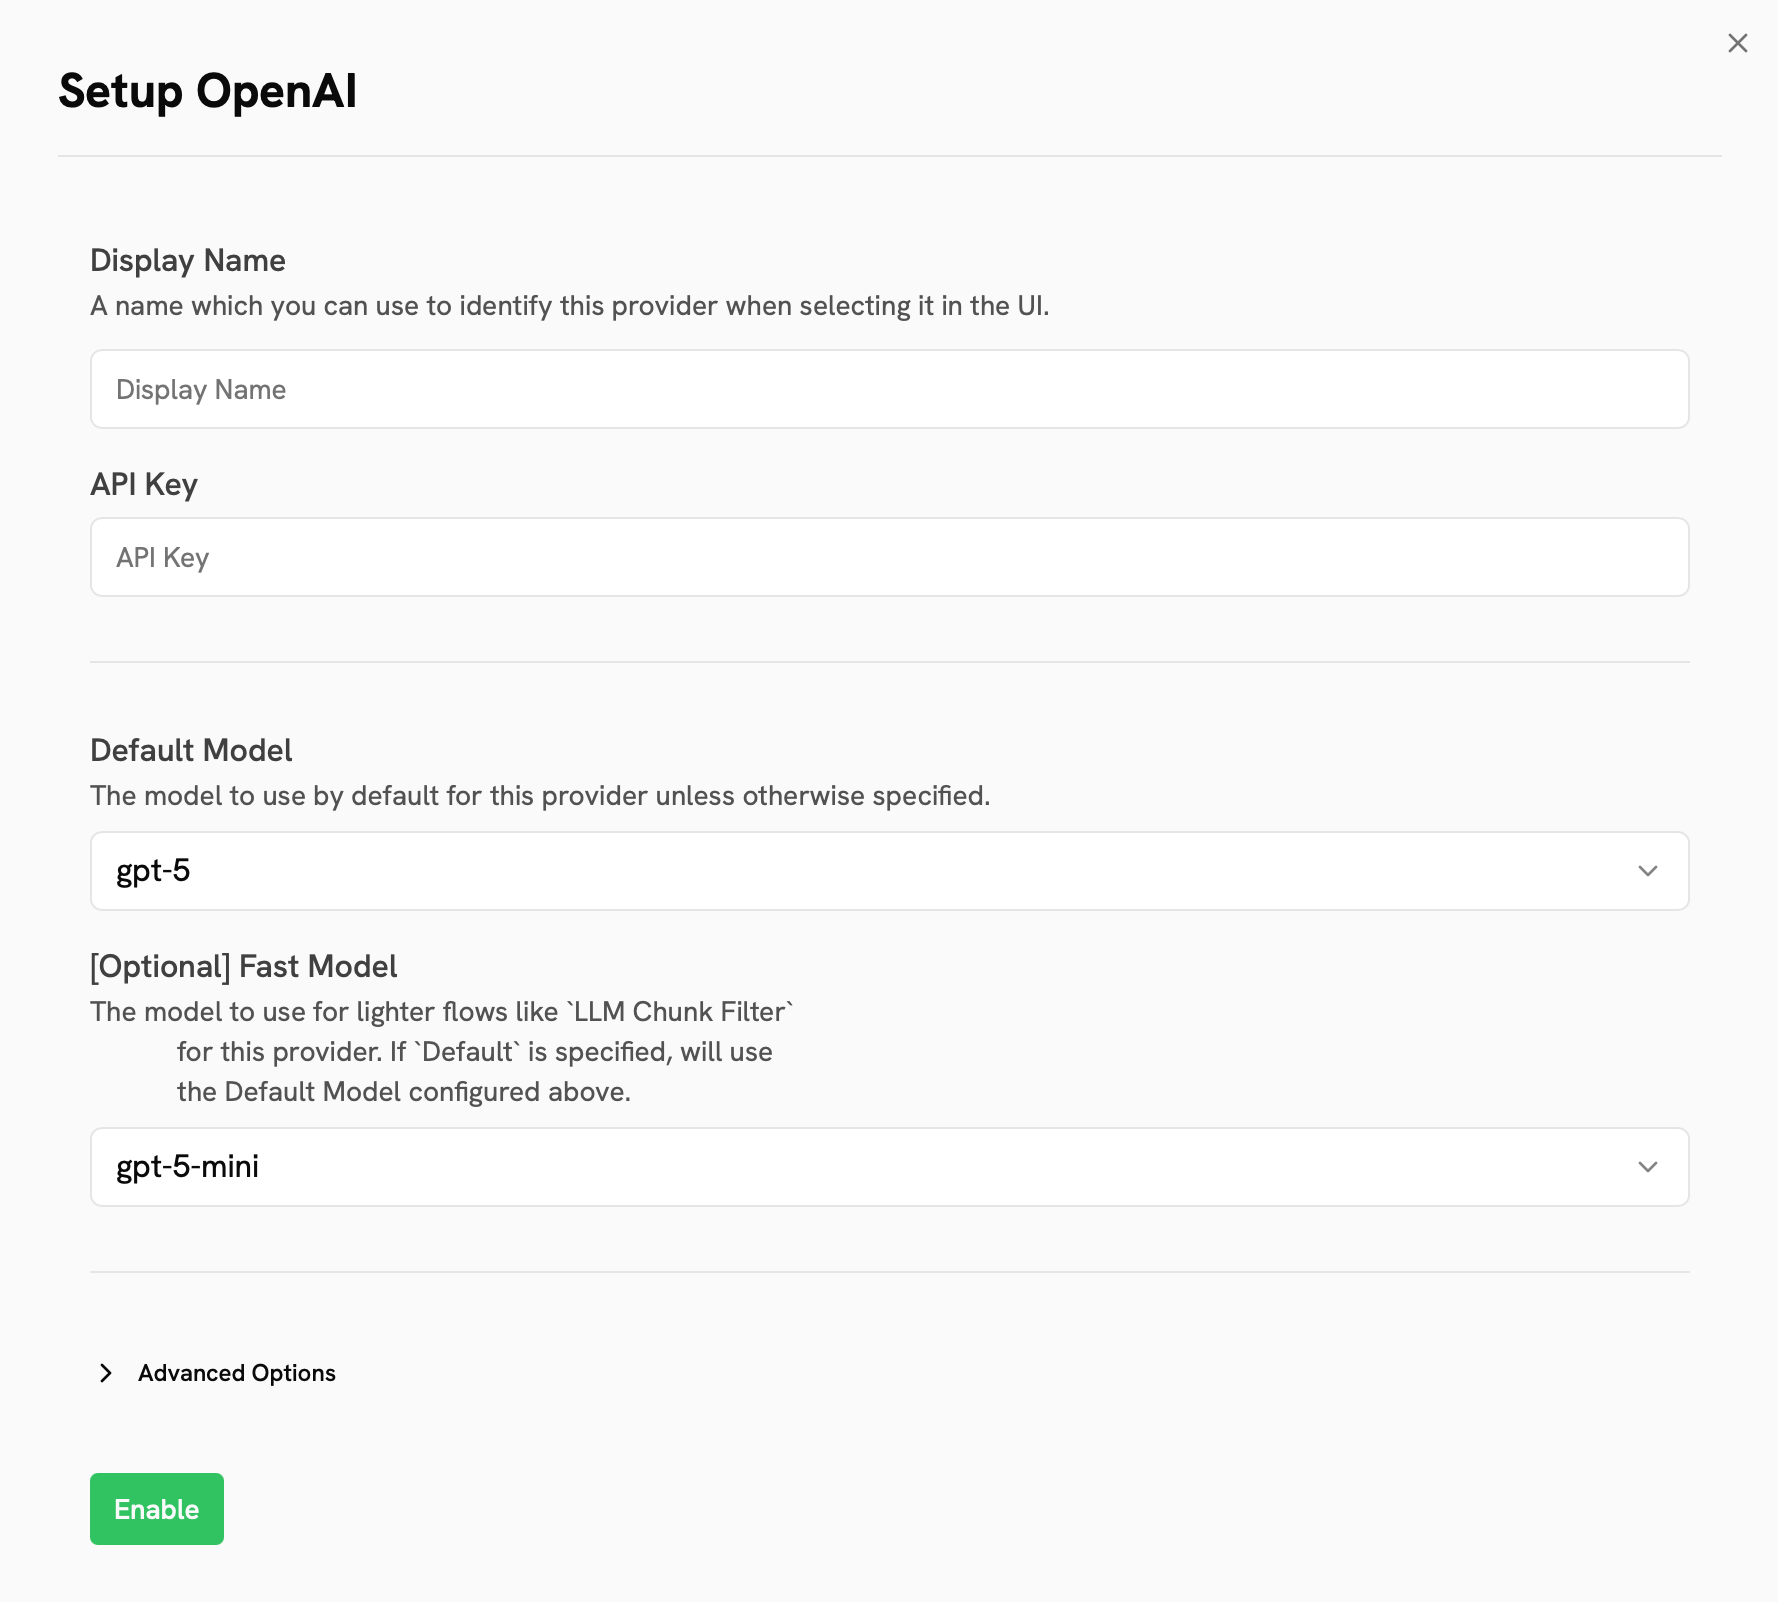 Setup OpenAI
Display Name
A name which you can use to identify this provider when selecting it in the UI.
Display Name
API Key
API Key
Default Model
The model to use by default for this provider unless otherwise specified.
gpt-5
[Optional] Fast Model
The model to use for lighter flows like `LLM Chunk Filter`
for this provider. If `Default` is specified, will use
the Default Model configured above.
gpt-5-mini
Advanced Options
Enable